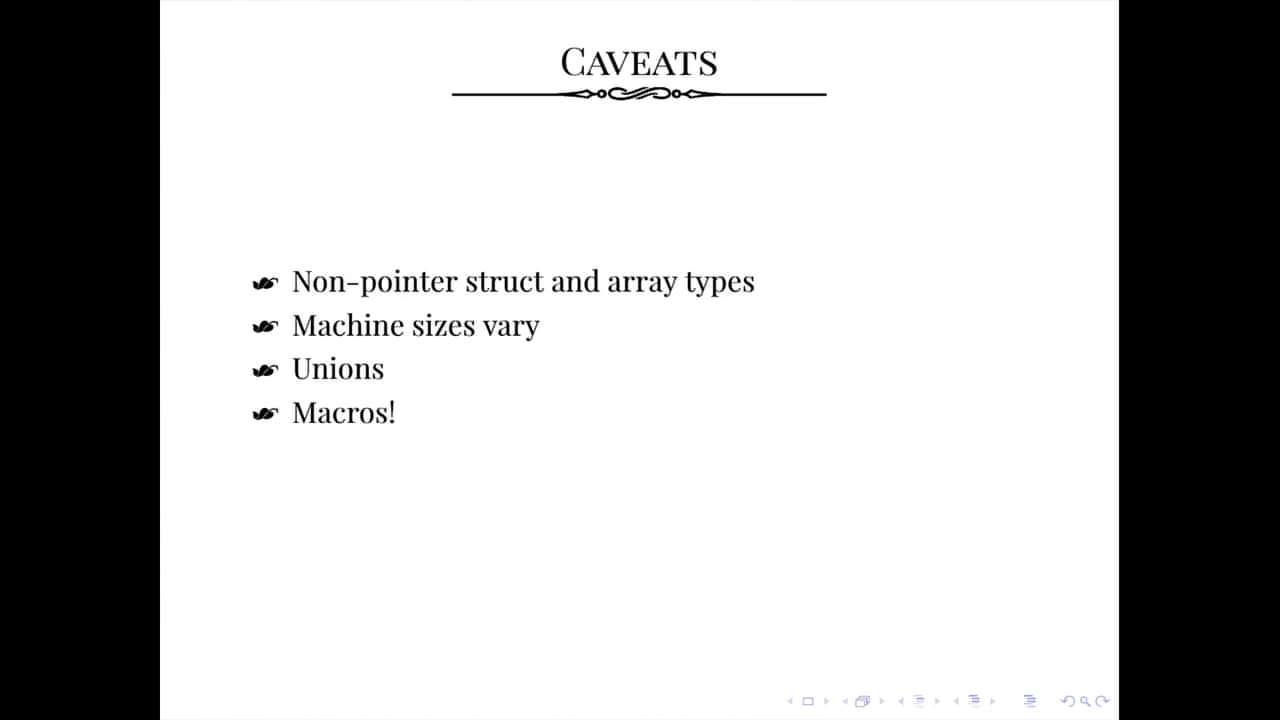 Caveats
Non-pointer struct and array types
Machine sizes vary
Unions
Macros!